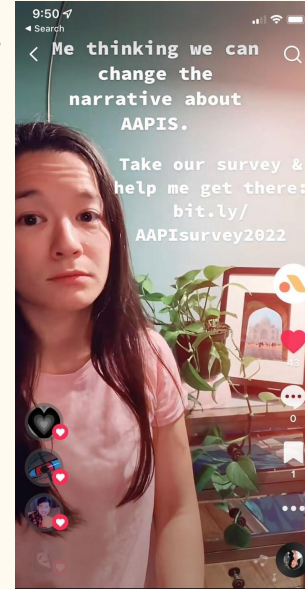 9:50
Search
Me thinking we can
change the
narrative about
AAPIS.
Take our survey &
help me get there:
bit.ly/
AAPIsurvey2022
0
1